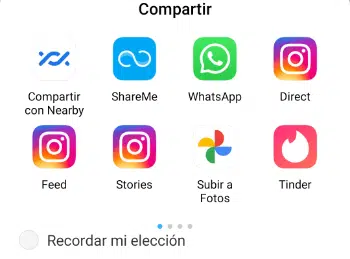 Compartir
Compartir
con Nearby
ShareMe
WhatsApp
Direct
Feed
Stories
Subir a
Fotos
Tinder
Recordar mi elección